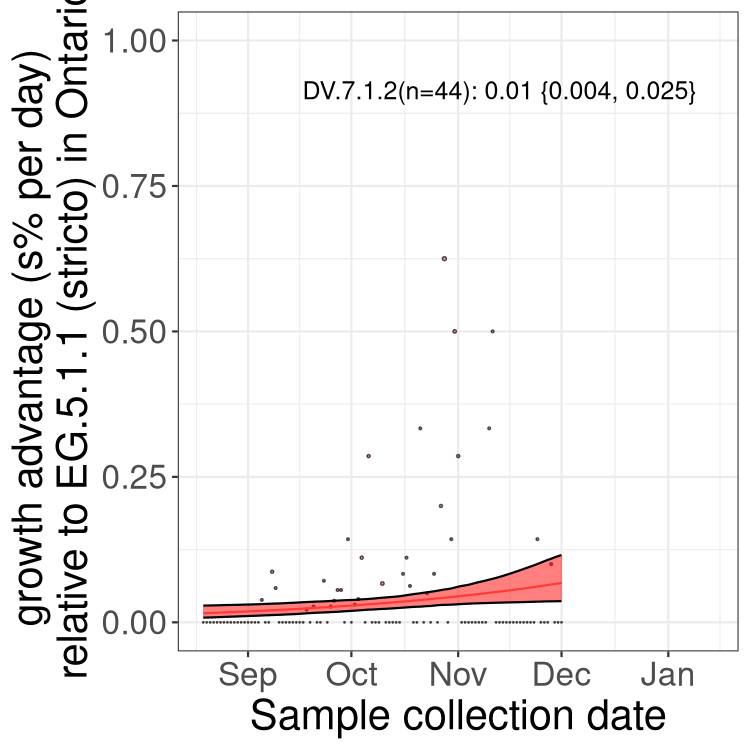 growth advantage (s% per day)
relative to EG.5.1.1 (stricto) in Ontario
1.00
0.75
0.50
0.25
0.00
DV.7.1.2(n=44): 0.01 {0.004, 0.025}
Sep Oct Nov Dec Jan
Sample collection date